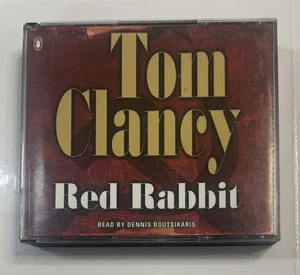 Tom
Clancy
Red Rabbit
READ BY DENNIS BOUTSIKARIS